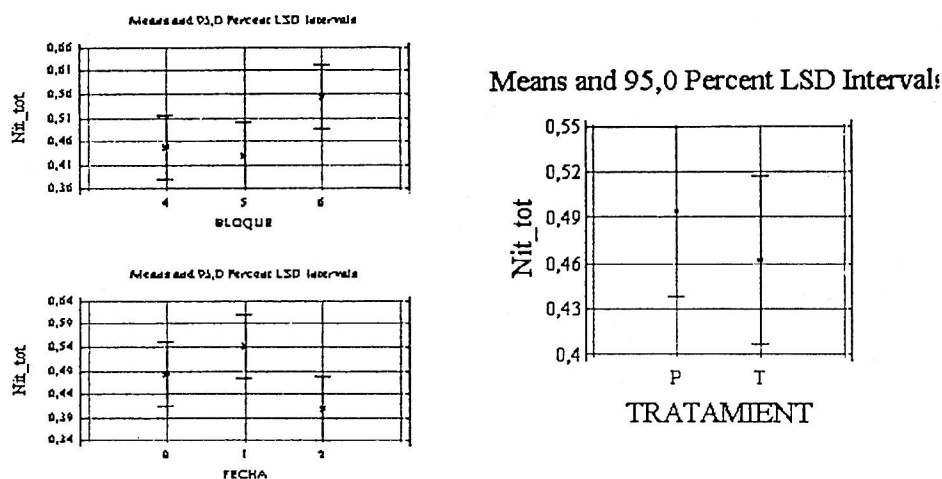 Means and 95,0 Percent LSD Intervals
Nit_tot
0,66
0,61
0,56
0,51
0,46
0,41
0,36
4
5
6
BLOQUE
Means and 95,0 Percent LSD Intervals
Nit_tot
0,64
0,59
0,54
0,49
0,44
0,39
0,34
0
1
2
FECHA
Means and 95,0 Percent LSD Intervals
Nit_tot
0,55
0,52
0,49
0,46
0,43
0,4
P
T
TRATAMIENT